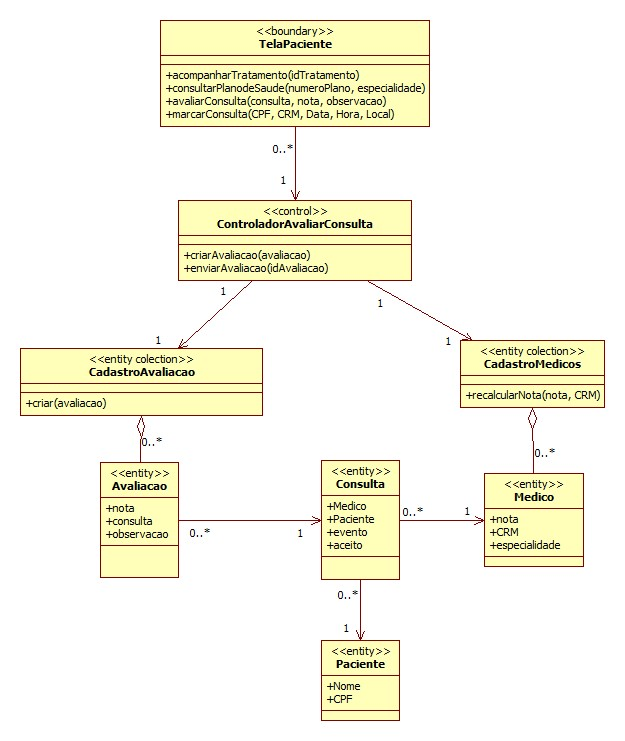 <<boundary>>
TelaPaciente
+acompanharTratamento(idTratamento)
+consultarPlanodeSaude(numeroPlano, especialidade)
+avaliarConsulta(consulta, nota, observacao)
+marcarConsulta(CPF, CRM, Data, Hora, Local)
0..*
1
<<control>>
ControladorAvaliarConsulta
+criarAvaliacao(avaliacao)
+enviarAvaliacao(idAvaliacao)
1
1
1
1
<<entity colection>>
CadastroAvaliacao
+criar(avaliacao)
<<entity colection>>
CadastroMedicos
+recalcularNota(nota, CRM)
0..*
0..*
<<entity>>
Avaliacao
+nota
+consulta
+observacao
0..*
1
<<entity>>
Consulta
+Medico
+Paciente
+evento
+aceito
0..*
1
<<entity>>
Medico
+nota
+CRM
+especialidade
0..*
1
<<entity>>
Paciente
+Nome
+CPF